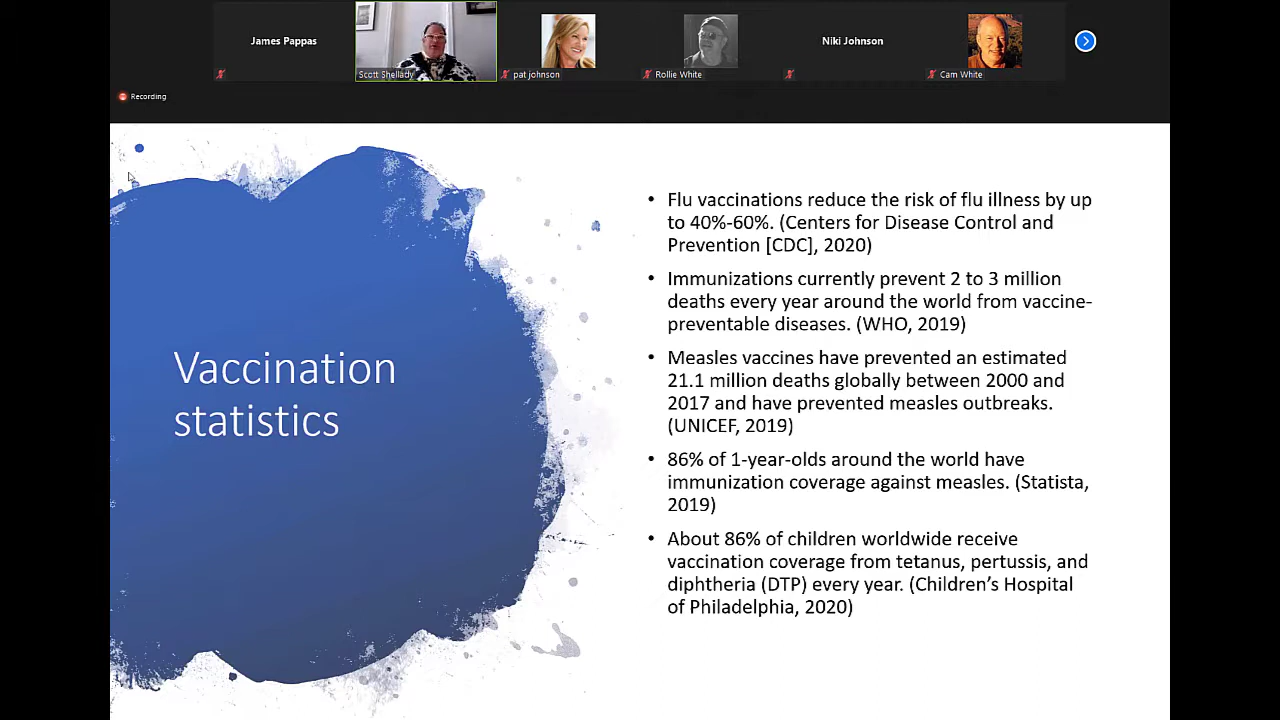 James Pappas
Scott Shellady
pat johnson
Rollie White
Niki Johnson
Cam White
Recording
Vaccination
statistics
• Flu vaccinations reduce the risk of flu illness by up
to 40%-60%. (Centers for Disease Control and
Prevention [CDC], 2020)
• Immunizations currently prevent 2 to 3 million
deaths every year around the world from vaccine-
preventable diseases. (WHO, 2019)
• Measles vaccines have prevented an estimated
21.1 million deaths globally between 2000 and
2017 and have prevented measles outbreaks.
(UNICEF, 2019)
• 86% of 1-year-olds around the world have
immunization coverage against measles. (Statista,
2019)
• About 86% of children worldwide receive
vaccination coverage from tetanus, pertussis, and
diphtheria (DTP) every year. (Children’s Hospital
of Philadelphia, 2020)